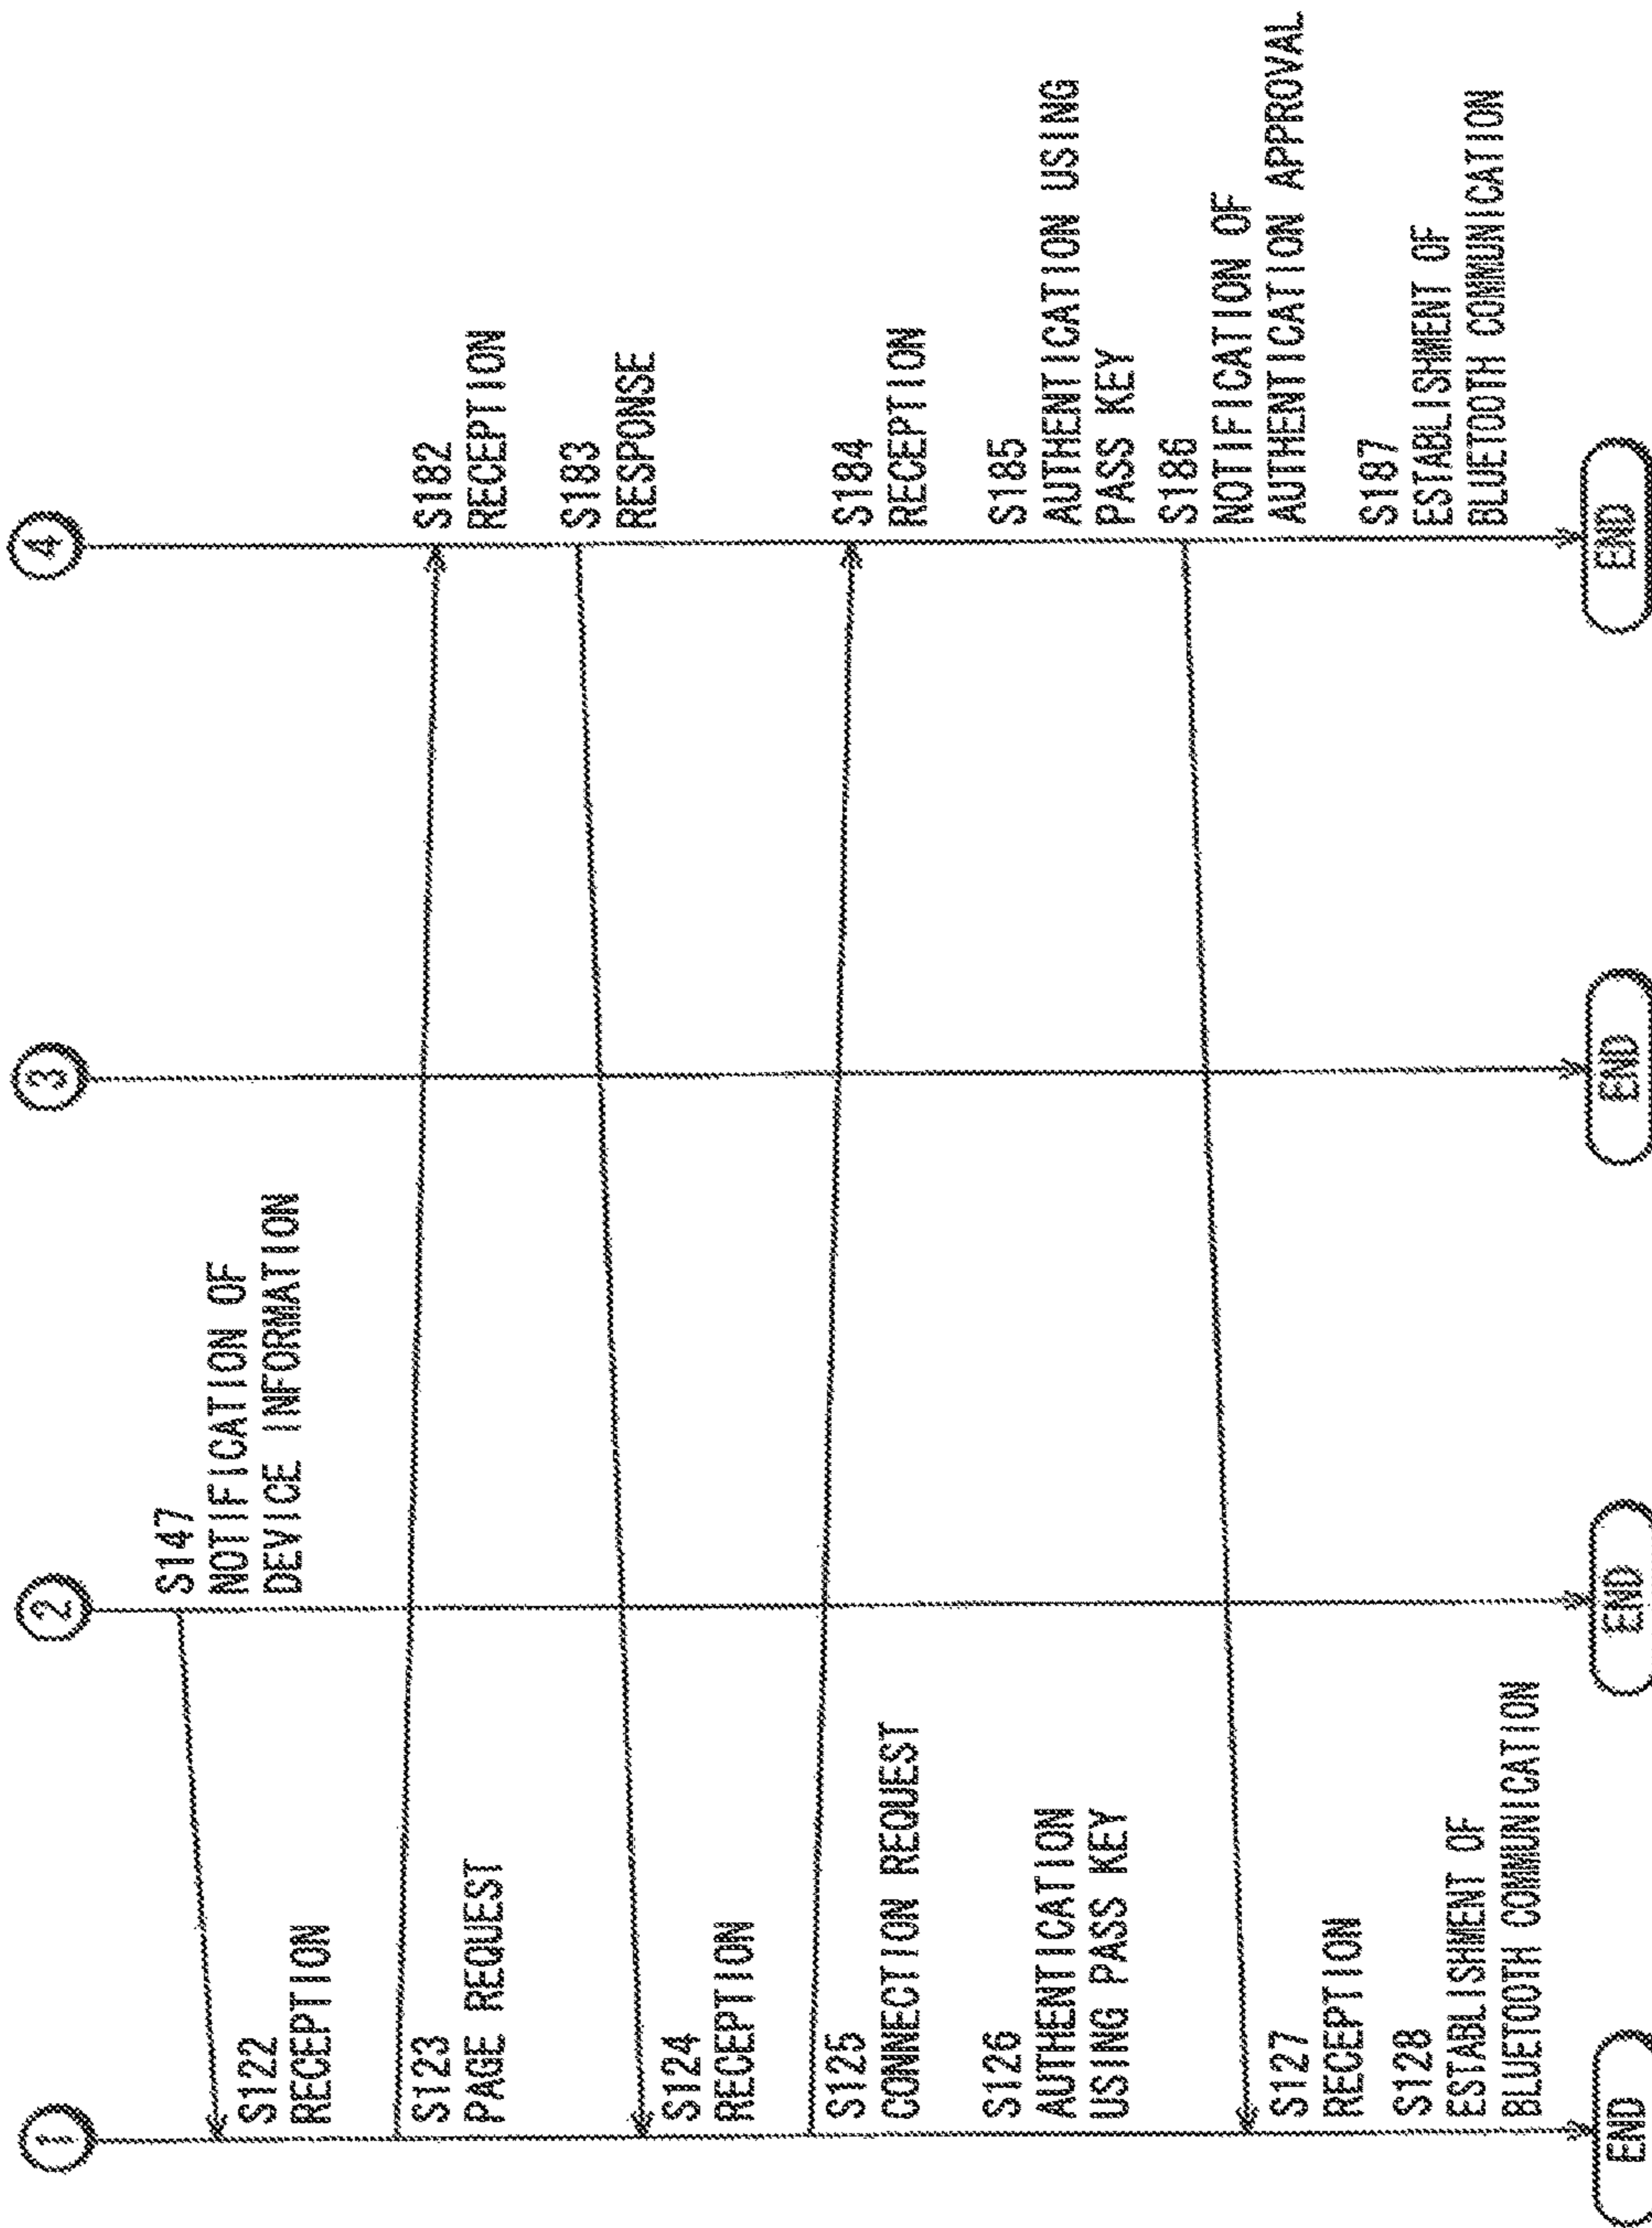 1
2
3
4
S147
NOTIFICATION OF
DEVICE INFORMATION
S122
RECEPTION
S123
PAGE REQUEST
S182
RECEPTION
S183
RESPONSE
S124
RECEPTION
S125
CONNECTION REQUEST
S184
RECEPTION
S126
AUTHENTICATION
USING PASS KEY
S185
AUTHENTICATION USING
PASS KEY
S186
NOTIFICATION OF
AUTHENTICATION APPROVAL
S127
RECEPTION
S128
ESTABLISHMENT OF
BLUETOOTH COMMUNICATION
S187
ESTABLISHMENT OF
BLUETOOTH COMMUNICATION
END
END
END
END